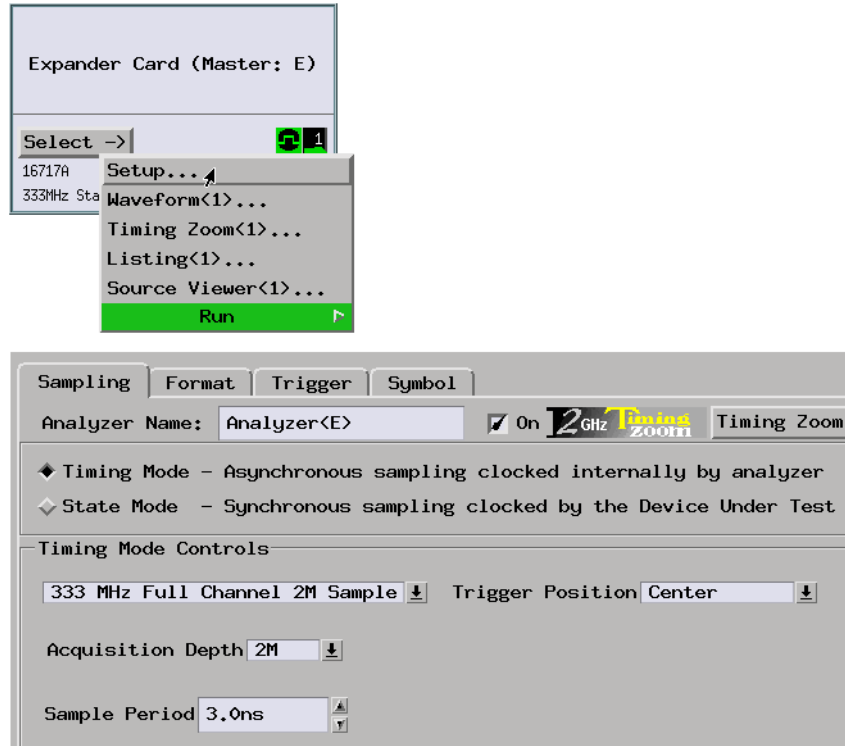 Expander Card (Master: E)
Select ->
1
16717A
333MHz Sta
Setup...
Waveform<1>...
Timing Zoom<1>...
Listing<1>...
Source Viewer<1>...
Run
Sampling Format Trigger Symbol
Analyzer Name: Analyzer<E> On 2GHz Timing Zoom Timing Zoom
Timing Mode - Asynchronous sampling clocked internally by analyzer
State Mode - Synchronous sampling clocked by the Device Under Test
Timing Mode Controls
333 MHz Full Channel 2M Sample Trigger Position Center
Acquisition Depth 2M
Sample Period 3.0ns